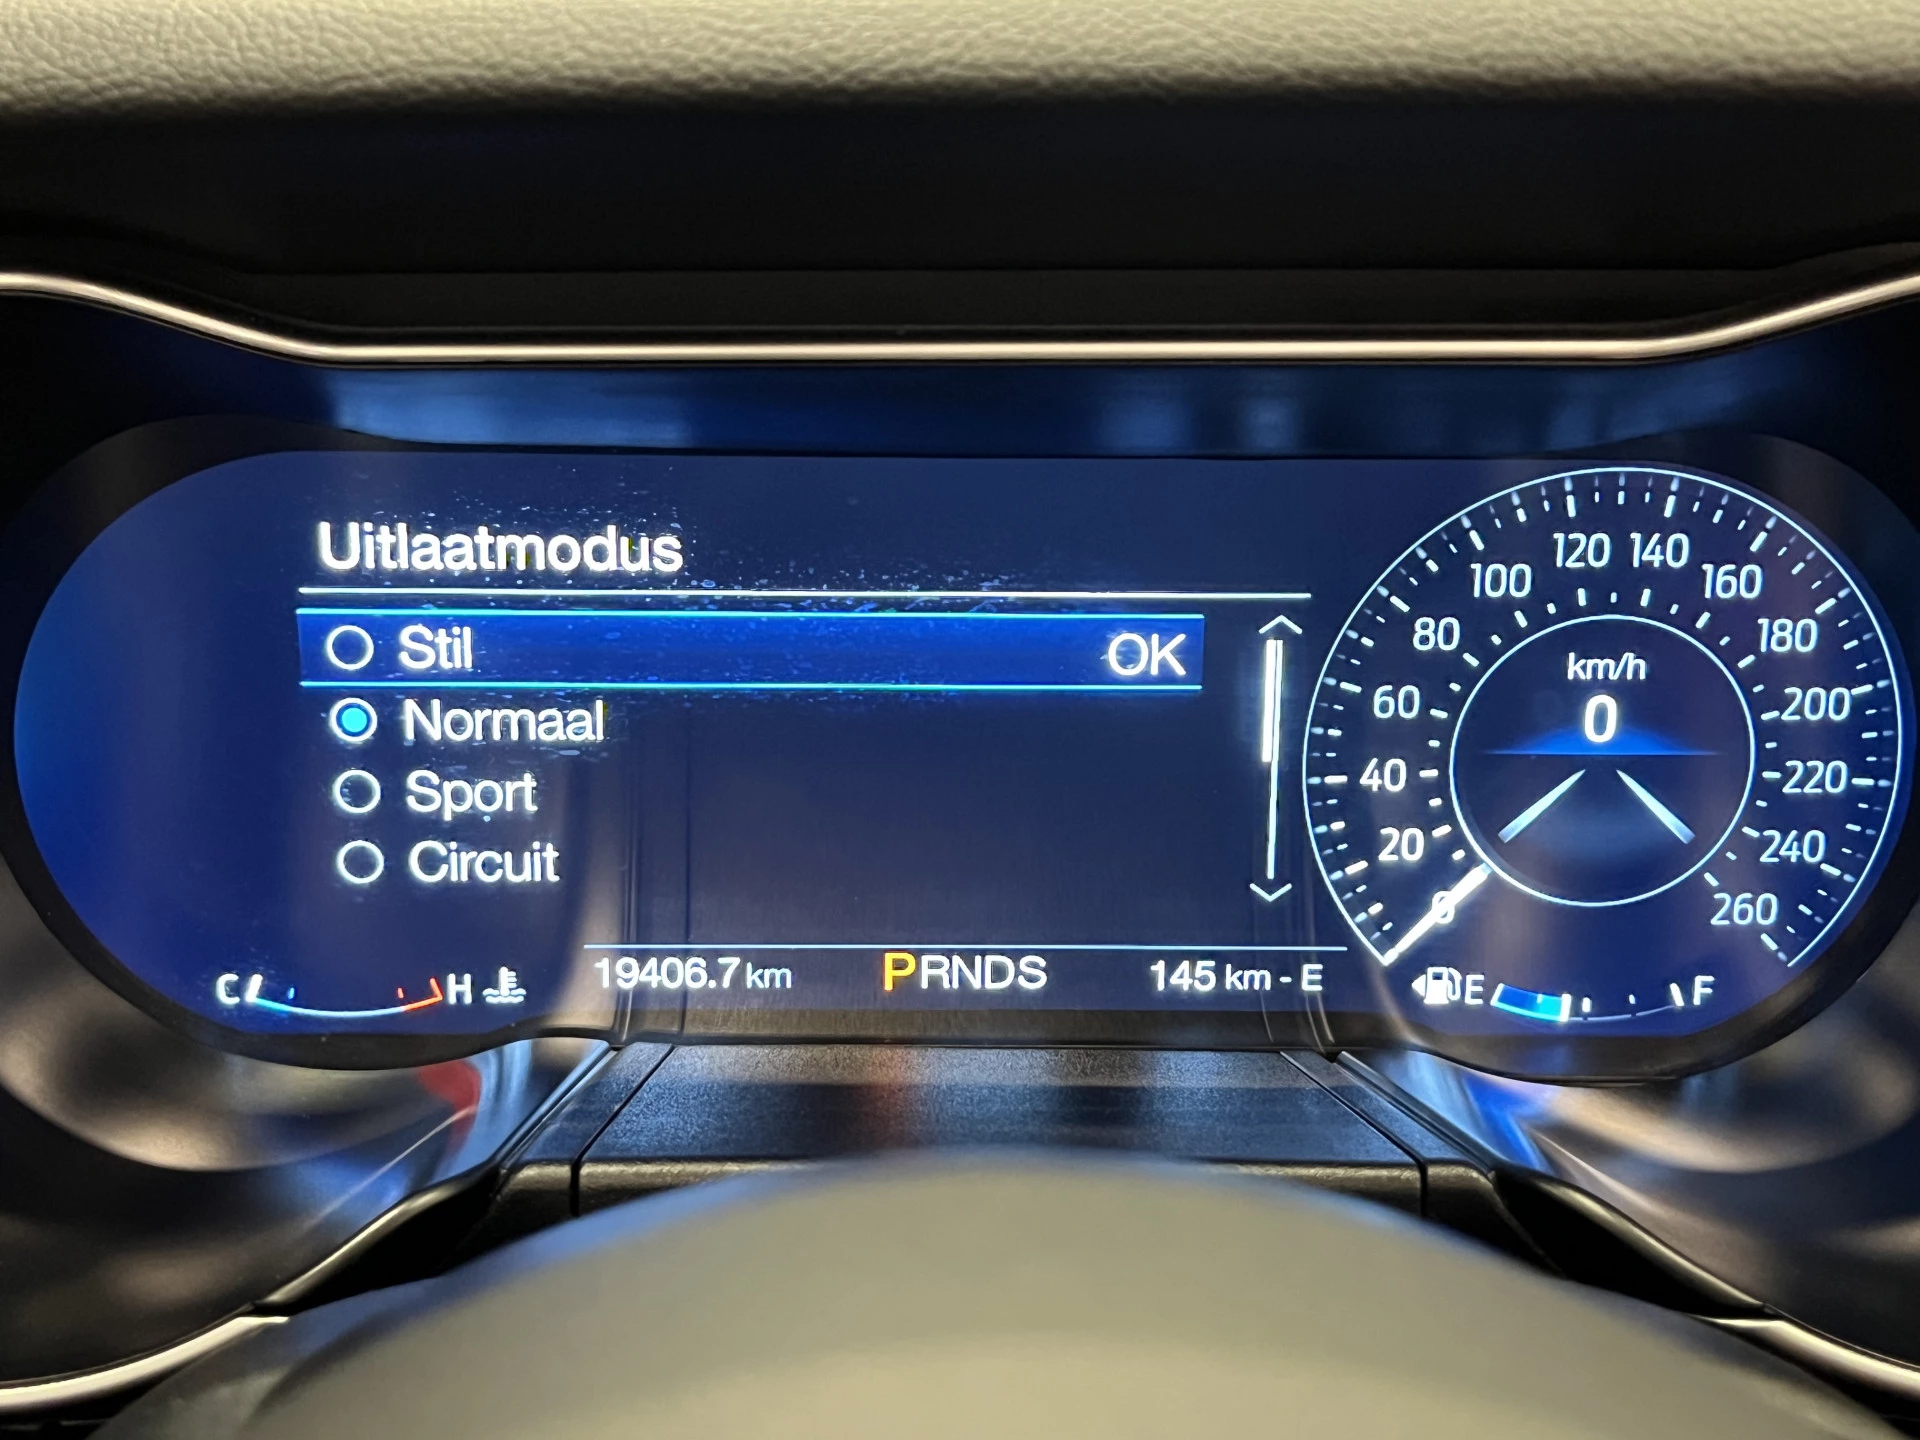 Uitlaatmodus
Stil OK
Normaal
Sport
Circuit
C H
19406.7 km PRNDS 145 km - E
km/h
0
0
20
40
60
80
100
120
140
160
180
200
220
240
260
E F